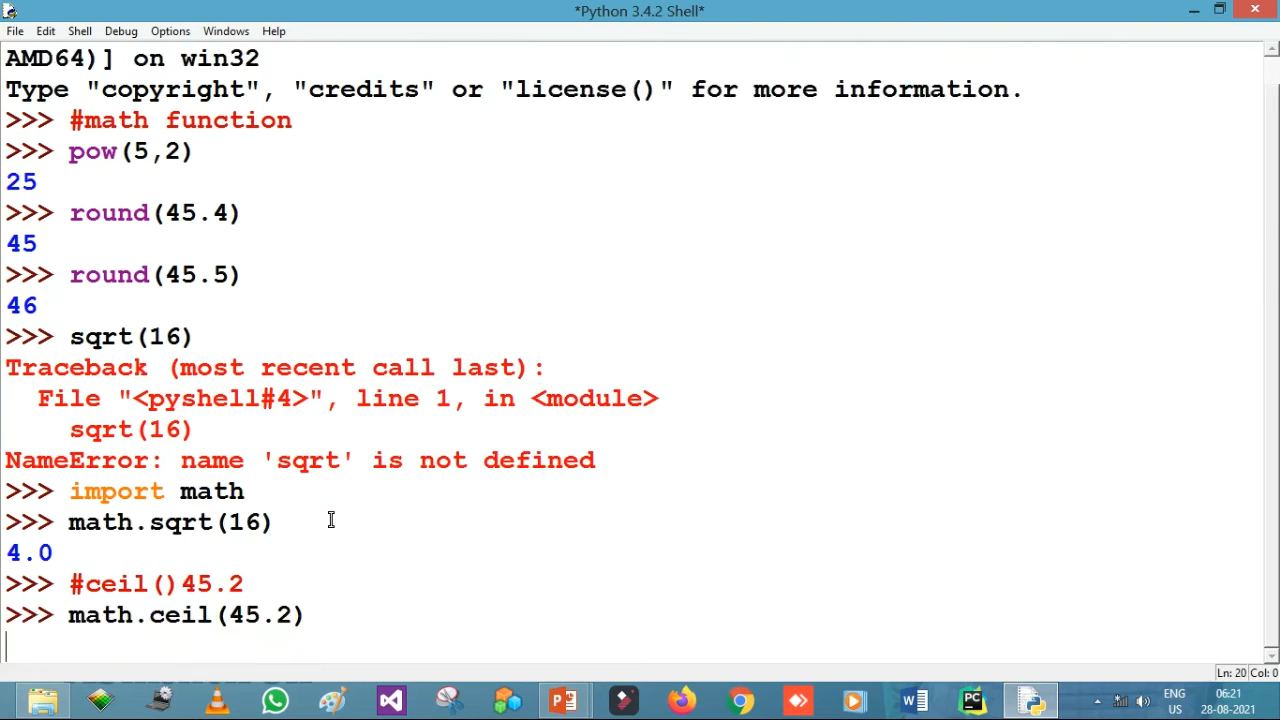 *Python 3.4.2 Shell*
File Edit Shell Debug Options Windows Help
AMD64)] on win32
Type "copyright", "credits" or "license()" for more information.
>>> #math function
>>> pow(5,2)
25
>>> round(45.4)
45
>>> round(45.5)
46
>>> sqrt(16)
Traceback (most recent call last):
  File "<pyshell#4>", line 1, in <module>
    sqrt(16)
NameError: name 'sqrt' is not defined
>>> import math
>>> math.sqrt(16)
4.0
>>> #ceil()45.2
>>> math.ceil(45.2)
Ln: 20 Col: 0
ENG 06:21
US 28-08-2021